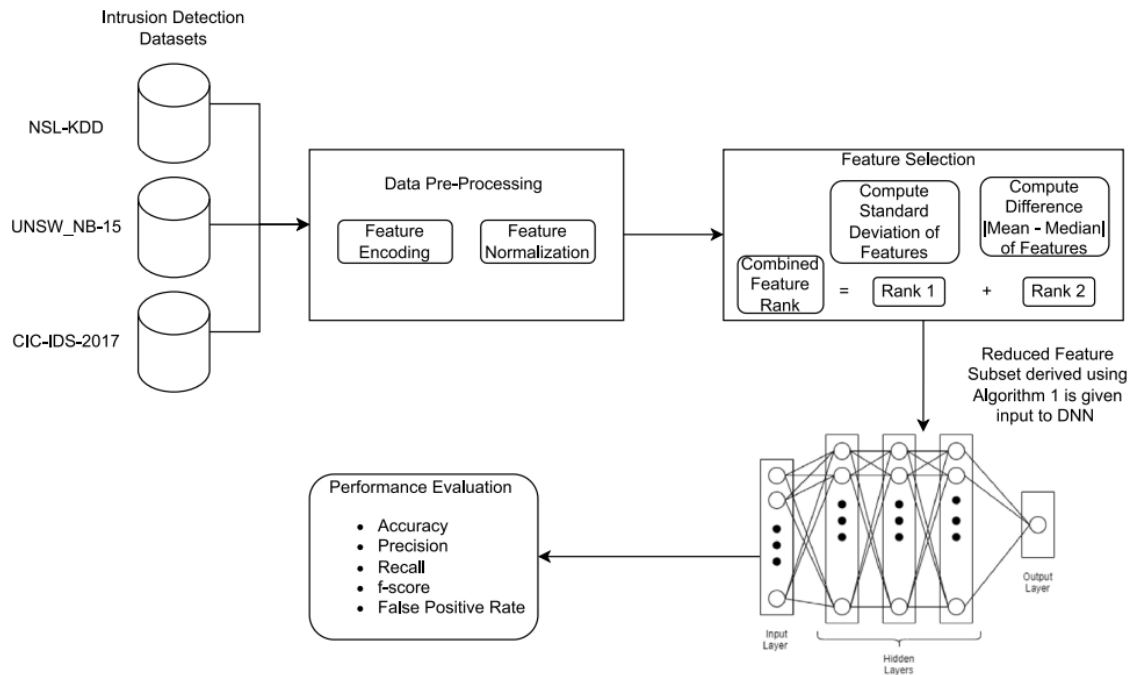 Intrusion Detection
Datasets
NSL-KDD
UNSW_NB-15
CIC-IDS-2017
Data Pre-Processing
Feature
Encoding
Feature
Normalization
Feature Selection
Compute
Standard
Deviation of
Features
Compute
Difference
|Mean - Median|
of Features
Combined
Feature
Rank
=
Rank 1
+
Rank 2
Reduced Feature
Subset derived using
Algorithm 1 is given
input to DNN
Input
Layer
Hidden
Layers
Output
Layer
Performance Evaluation
• Accuracy
• Precision
• Recall
• f-score
• False Positive Rate